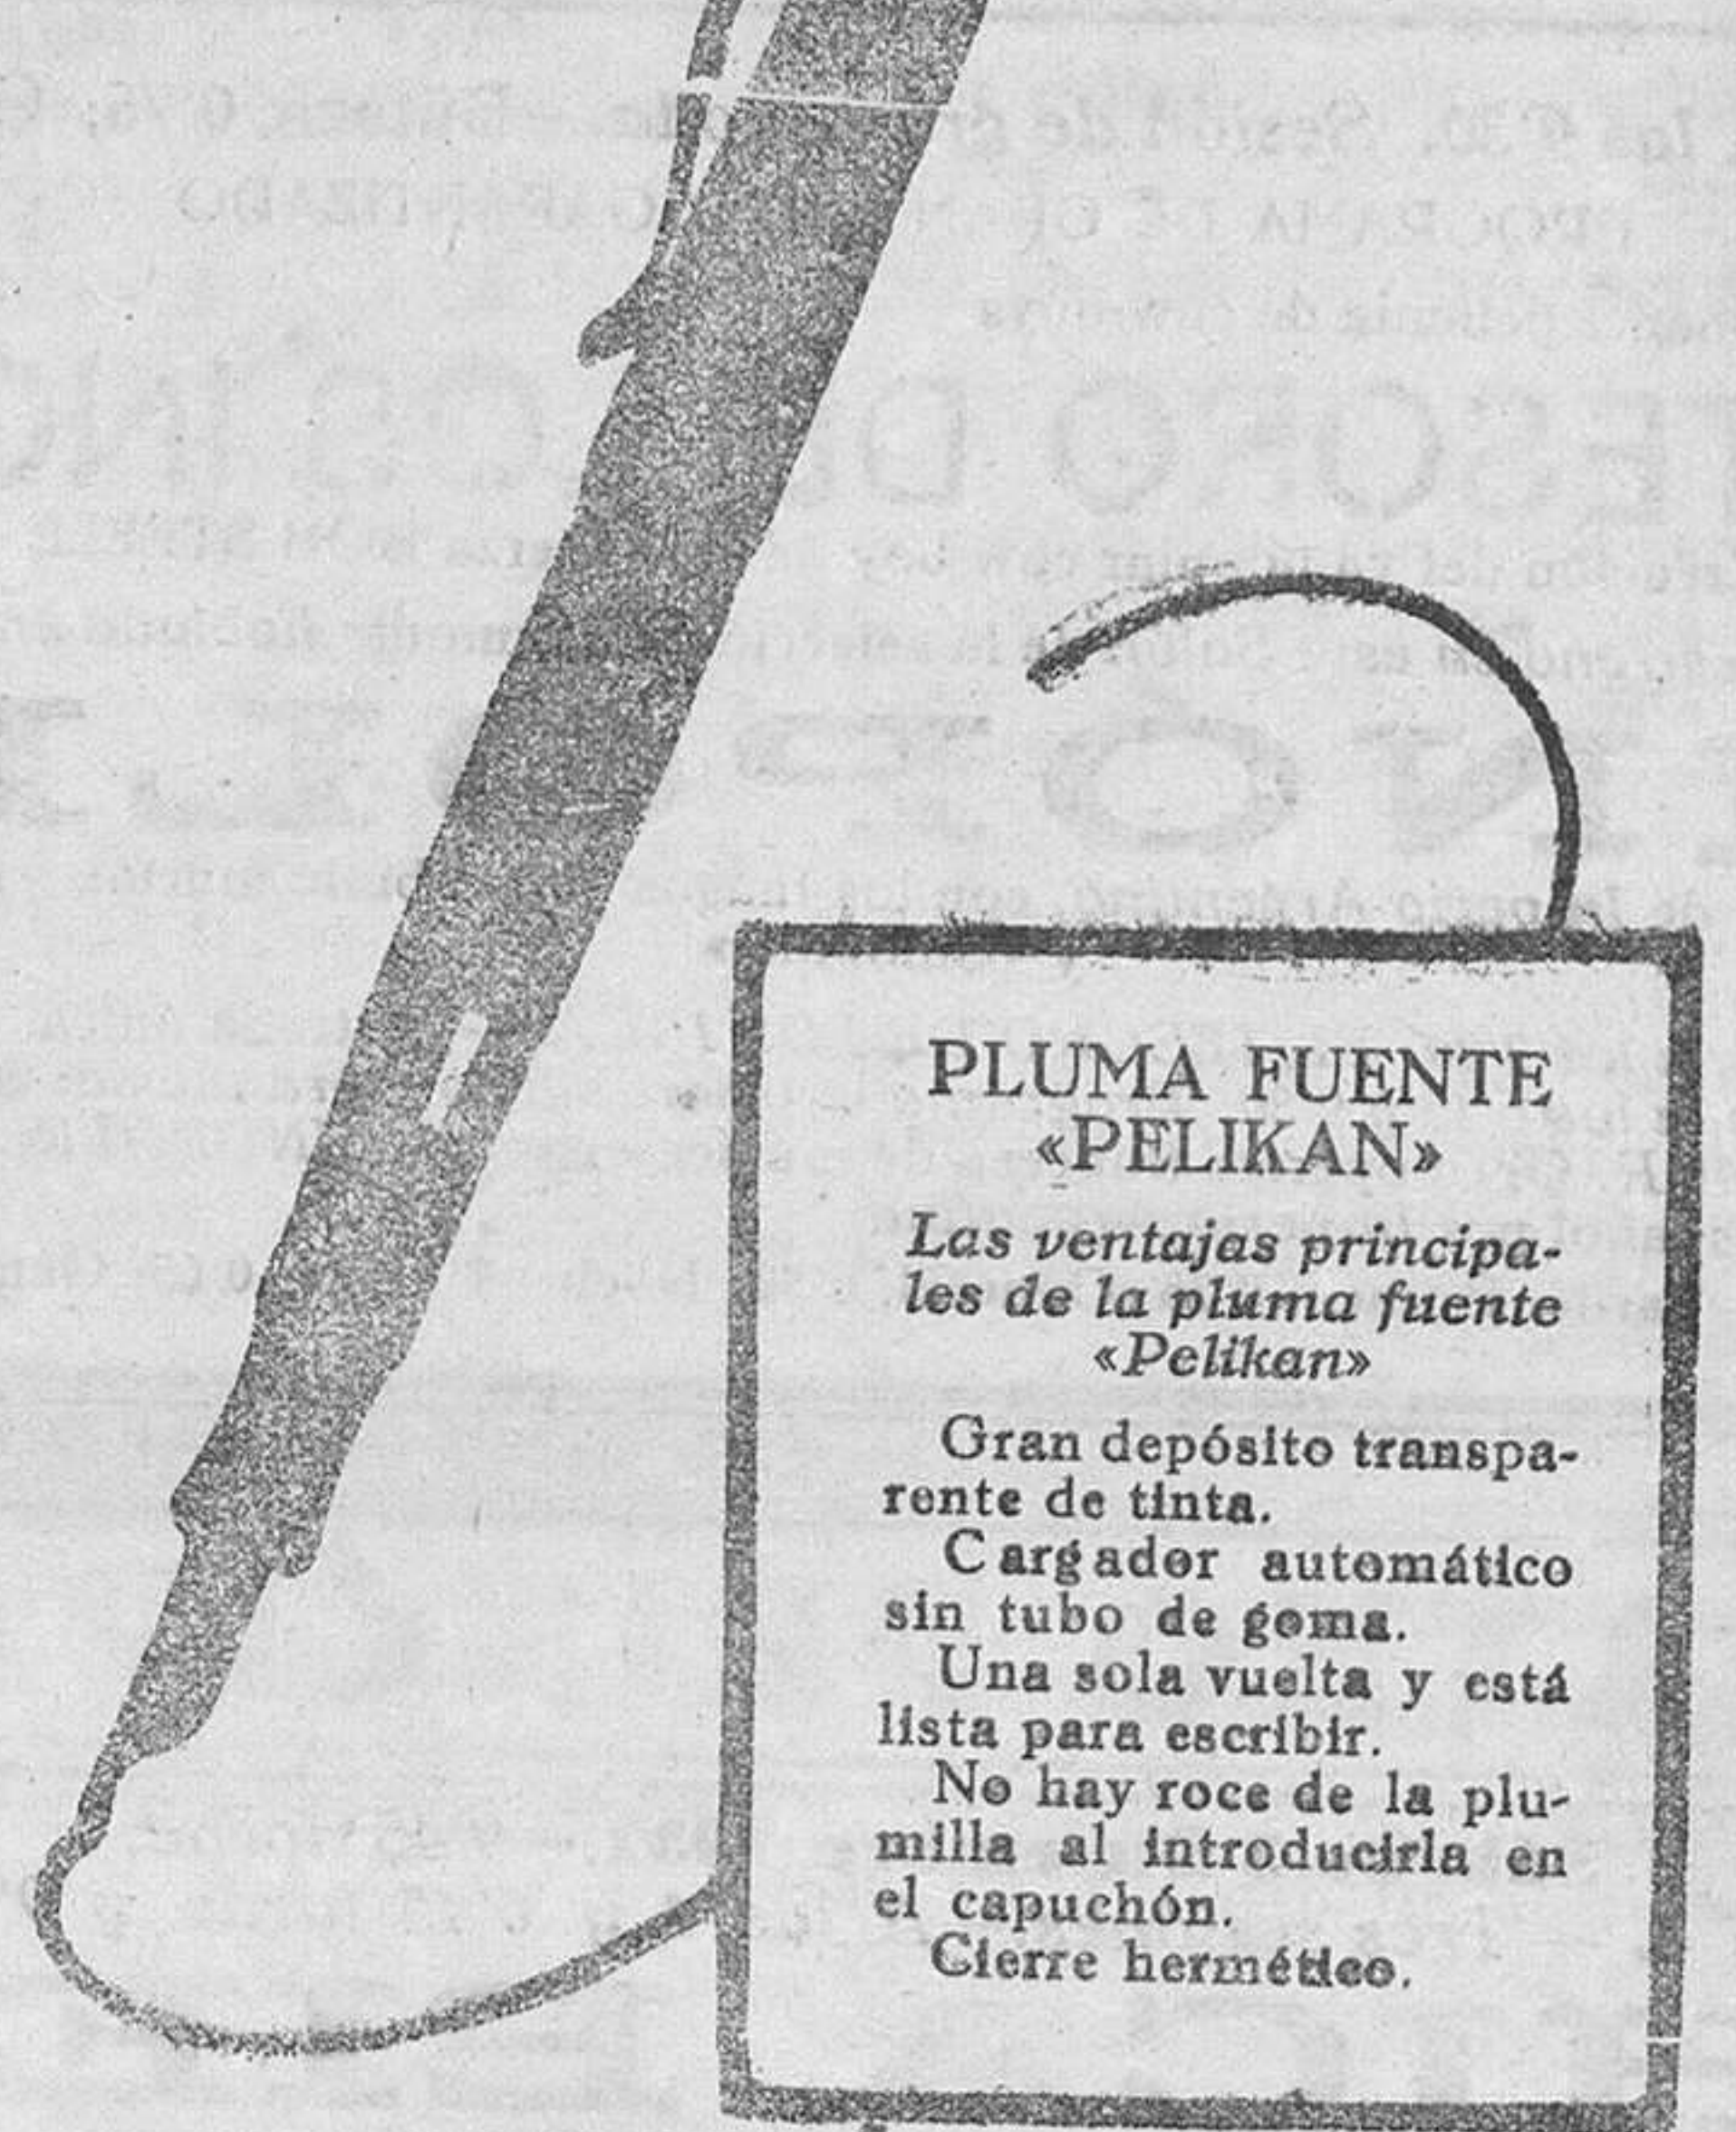 PLUMA FUENTE
«PELIKAN»
Las ventajas principa-
les de la pluma fuente
«Pelikan»
Gran depósito transpa-
rente de tinta.
Cargador automático
sin tubo de goma.
Una sola vuelta y está
lista para escribir.
No hay roce de la plu-
milla al introducirla en
el capuchón.
Cierre hermético.